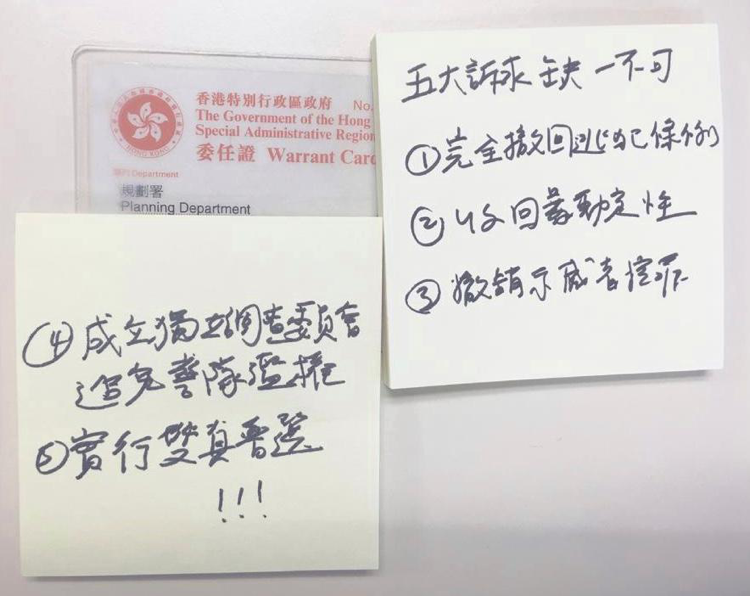 香港特別行政區政府 No.
The Government of the Hong
Special Administrative Region
委任證 Warrant Card
HONG KONG
部門 Department
規劃署
Planning Department
五大訴求 缺一不可
①完全撤回逃犯條例
②收回暴動定性
③撤銷示威者控罪
④成立獨立調查委員會
追究警隊濫權
⑤實行雙真普選
!!!